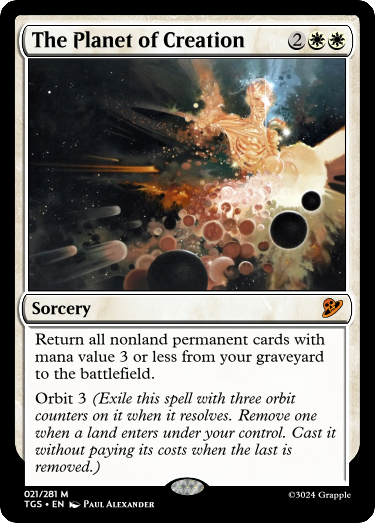 The Planet of Creation 2
Sorcery
Return all nonland permanent cards with
mana value 3 or less from your graveyard
to the battlefield.
Orbit 3 (Exile this spell with three orbit
counters on it when it resolves. Remove one
when a land enters under your control. Cast it
without paying its costs when the last is
removed.)
021/281 M
TGS • EN Paul Alexander
©3024 Grapple